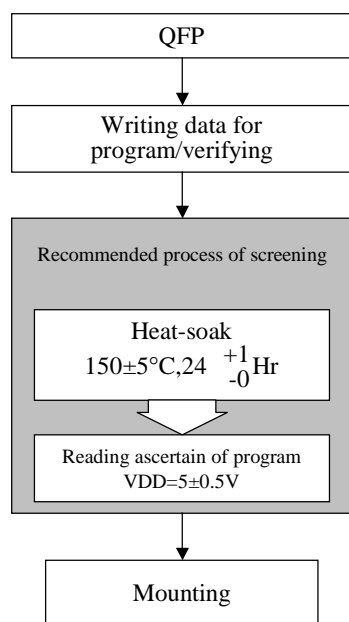 QFP
Writing data for
program/verifying
Recommended process of screening
Heat-soak
150±5°C,24 +1 -0 Hr
Reading ascertain of program
VDD=5±0.5V
Mounting